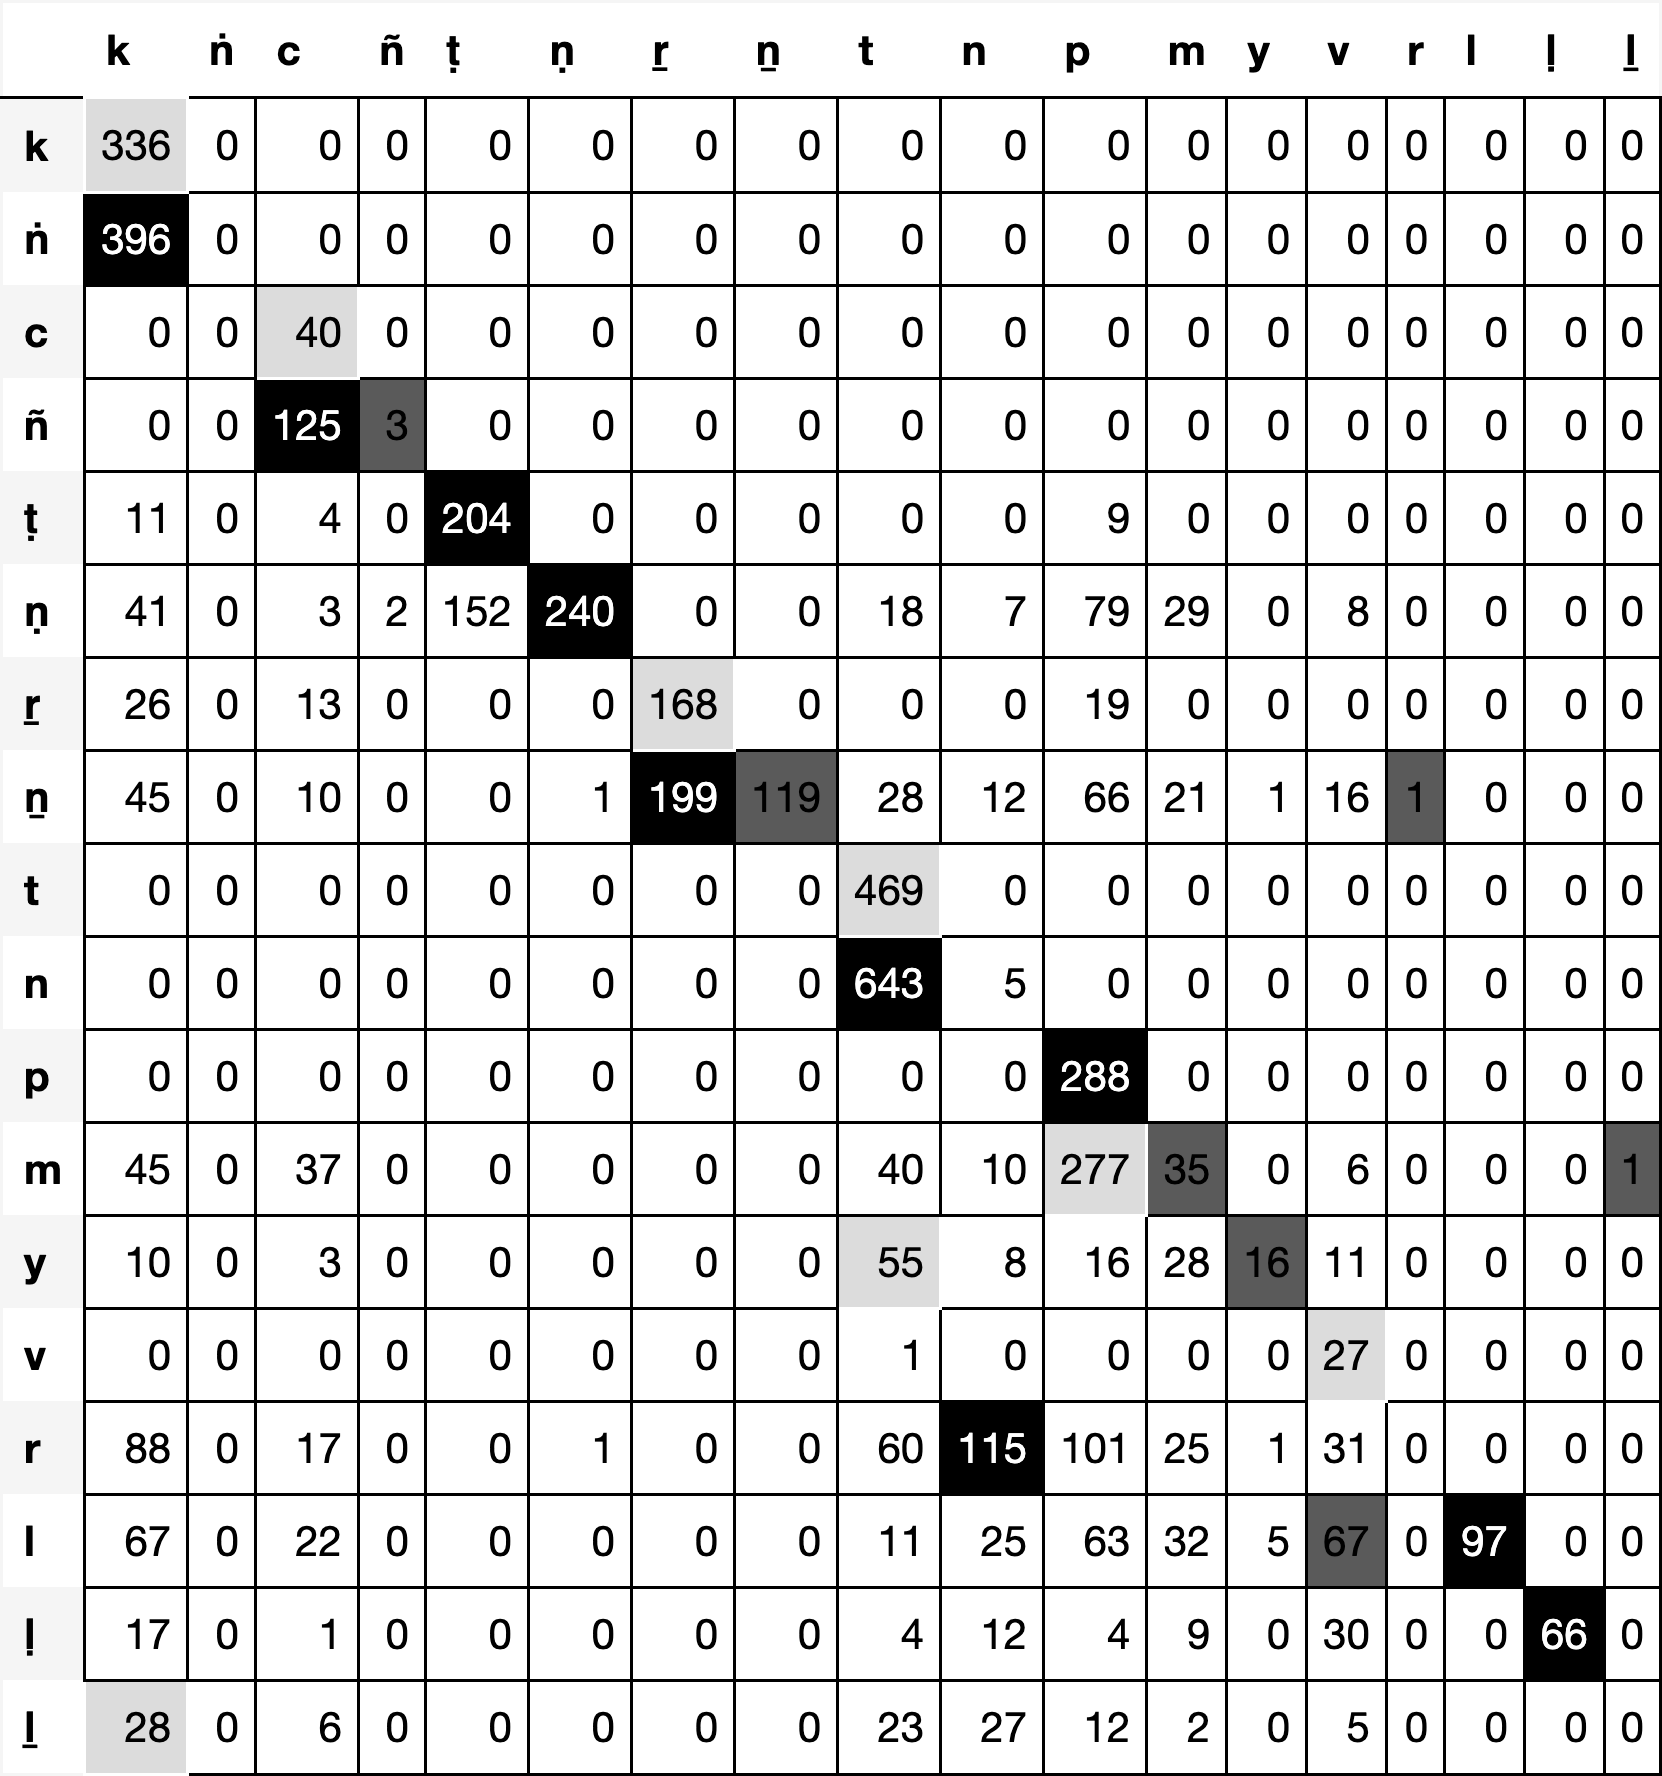 k ṅ c ñ ṭ ṇ ṟ ṉ t n p m y v r l ḷ ḻ
k 336 0 0 0 0 0 0 0 0 0 0 0 0 0 0 0 0 0
ṅ 396 0 0 0 0 0 0 0 0 0 0 0 0 0 0 0 0 0
c 0 0 40 0 0 0 0 0 0 0 0 0 0 0 0 0 0 0
ñ 0 0 125 3 0 0 0 0 0 0 0 0 0 0 0 0 0 0
ṭ 11 0 4 0 204 0 0 0 0 0 9 0 0 0 0 0 0 0
ṇ 41 0 3 2 152 240 0 0 18 7 79 29 0 8 0 0 0 0
ṟ 26 0 13 0 0 0 168 0 0 0 19 0 0 0 0 0 0 0
ṉ 45 0 10 0 0 1 199 119 28 12 66 21 1 16 1 0 0 0
t 0 0 0 0 0 0 0 0 469 0 0 0 0 0 0 0 0 0
n 0 0 0 0 0 0 0 0 643 5 0 0 0 0 0 0 0 0
p 0 0 0 0 0 0 0 0 0 0 288 0 0 0 0 0 0 0
m 45 0 37 0 0 0 0 0 40 10 277 35 0 6 0 0 0 1
y 10 0 3 0 0 0 0 0 55 8 16 28 16 11 0 0 0 0
v 0 0 0 0 0 0 0 0 1 0 0 0 0 27 0 0 0 0
r 88 0 17 0 0 1 0 0 60 115 101 25 1 31 0 0 0 0
l 67 0 22 0 0 0 0 0 11 25 63 32 5 67 0 97 0 0
ḷ 17 0 1 0 0 0 0 0 4 12 4 9 0 30 0 0 66 0
ḻ 28 0 6 0 0 0 0 0 23 27 12 2 0 5 0 0 0 0